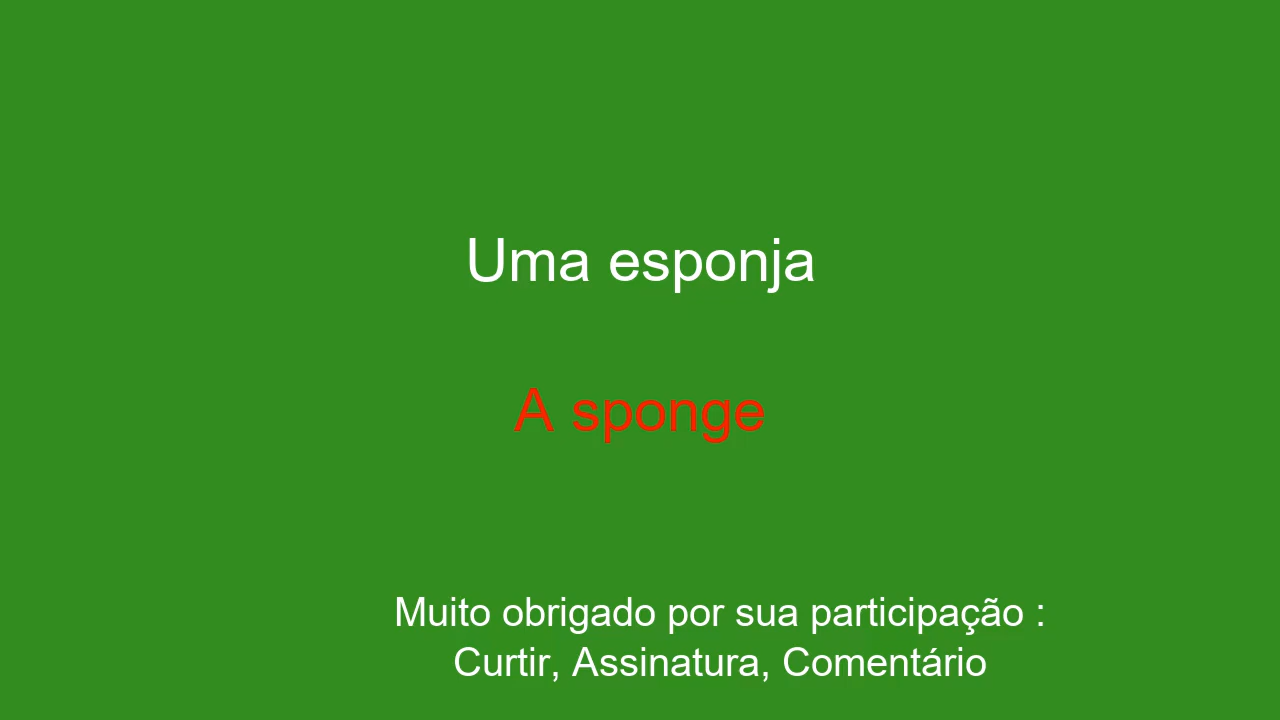 Uma esponja
A sponge
Muito obrigado por sua participação :
Curtir, Assinatura, Comentário